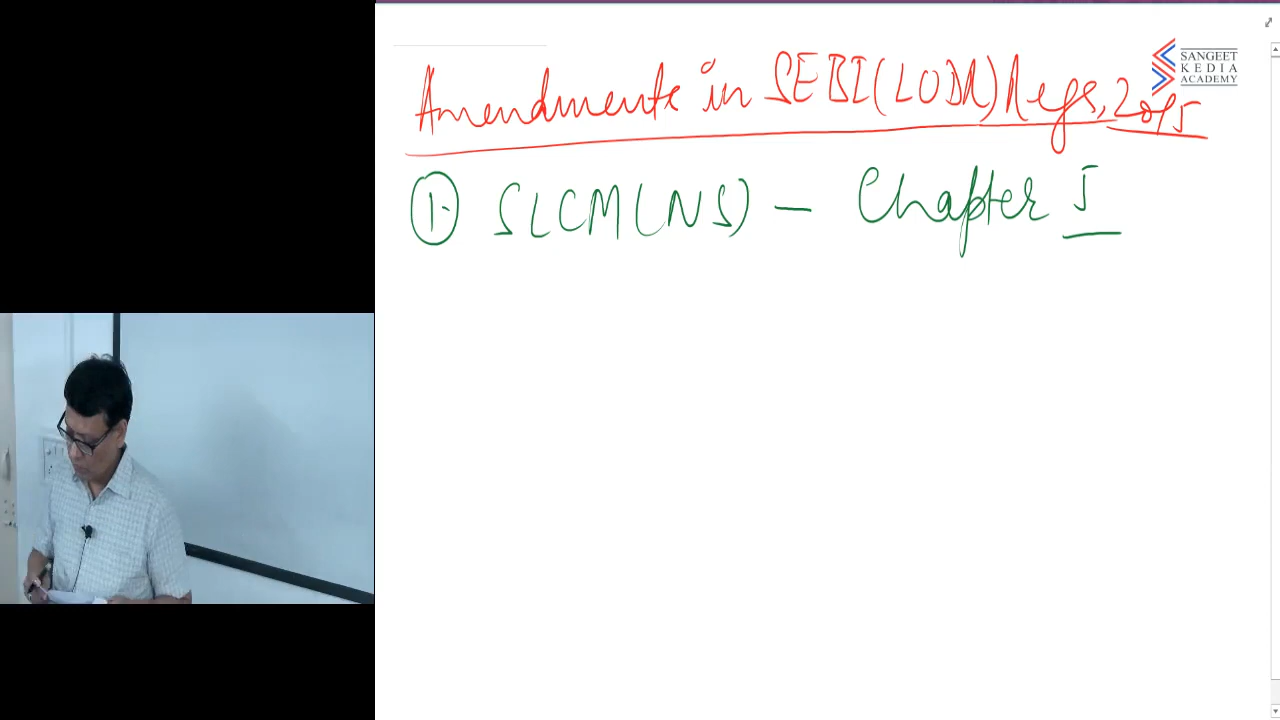 SANGEET
KEDIA
ACADEMY
Amendments in SEBI(LODR) Regs, 2015
1. SLCM(NS) — Chapter I